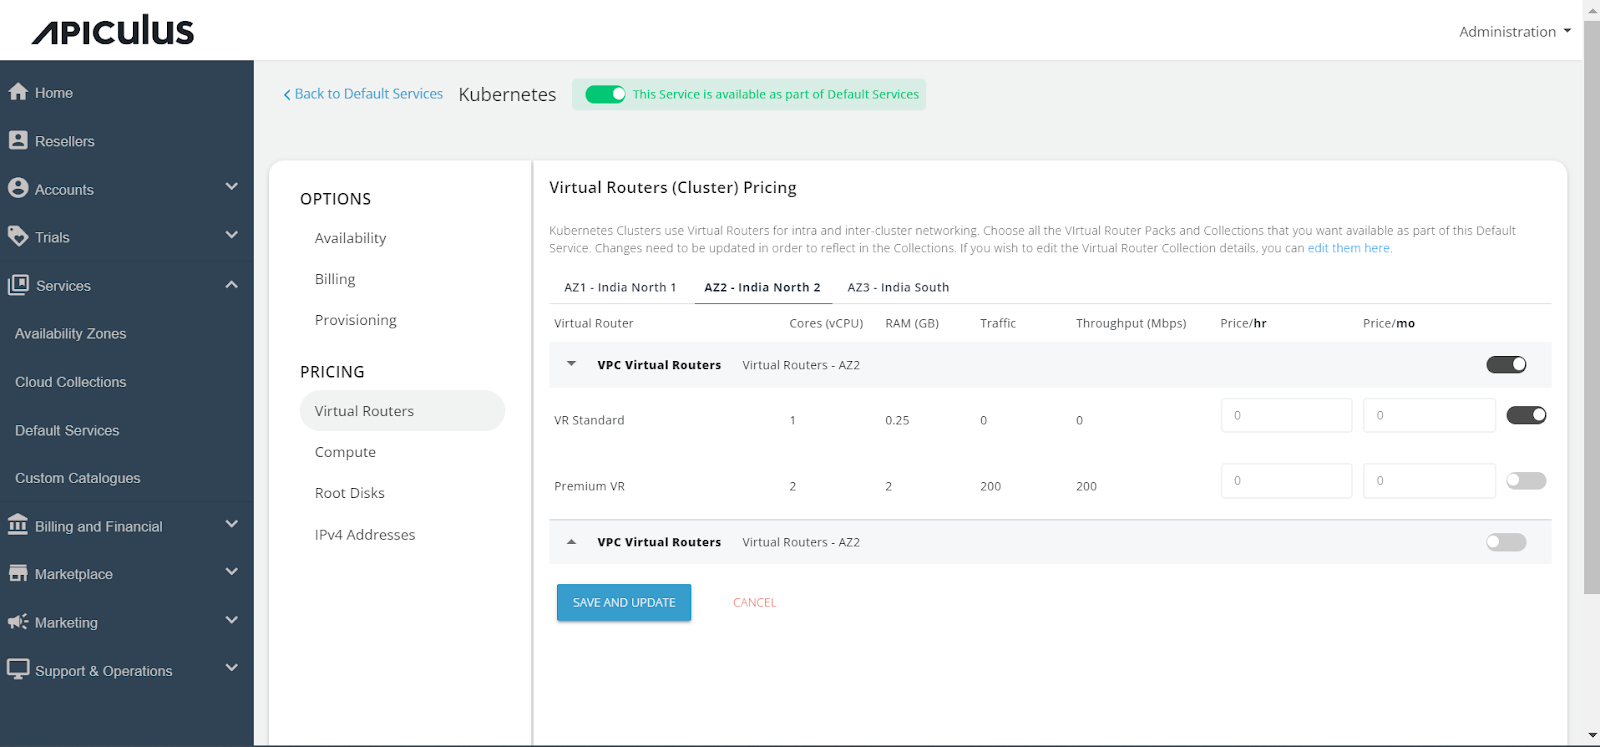 APICULUS
Administration
Home
Resellers
Accounts
Trials
Services
Availability Zones
Cloud Collections
Default Services
Custom Catalogues
Billing and Financial
Marketplace
Marketing
Support & Operations
Back to Default Services Kubernetes This Service is available as part of Default Services
OPTIONS
Availability
Billing
Provisioning
PRICING
Virtual Routers
Compute
Root Disks
IPv4 Addresses
Virtual Routers (Cluster) Pricing
Kubernetes Clusters use Virtual Routers for intra and inter-cluster networking. Choose all the VIrtual Router Packs and Collections that you want available as part of this Default
Service. Changes need to be updated in order to reflect in the Collections. If you wish to edit the Virtual Router Collection details, you can edit them here.
AZ1 - India North 1 AZ2 - India North 2 AZ3 - India South
Virtual Router Cores (vCPU) RAM (GB) Traffic Throughput (Mbps) Price/hr Price/mo
VPC Virtual Routers Virtual Routers - AZ2
VR Standard 1 0.25 0 0 0 0
Premium VR 2 2 200 200 0 0
VPC Virtual Routers Virtual Routers - AZ2
SAVE AND UPDATE CANCEL